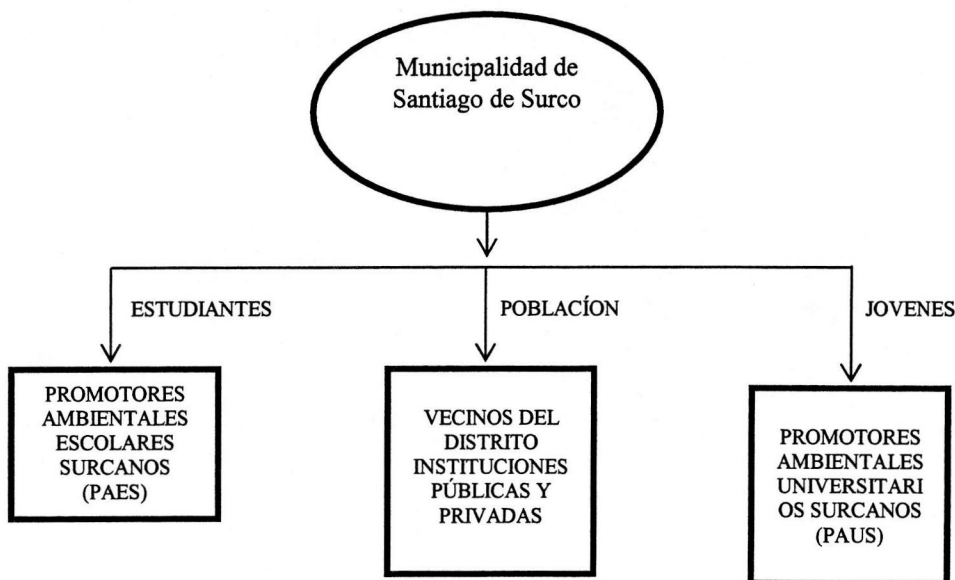 Municipalidad de
Santiago de Surco
ESTUDIANTES
POBLACÍON
JOVENES
PROMOTORES
AMBIENTALES
ESCOLARES
SURCANOS
(PAES)
VECINOS DEL
DISTRITO
INSTITUCIONES
PÚBLICAS Y
PRIVADAS
PROMOTORES
AMBIENTALES
UNIVERSITARI
OS SURCANOS
(PAUS)